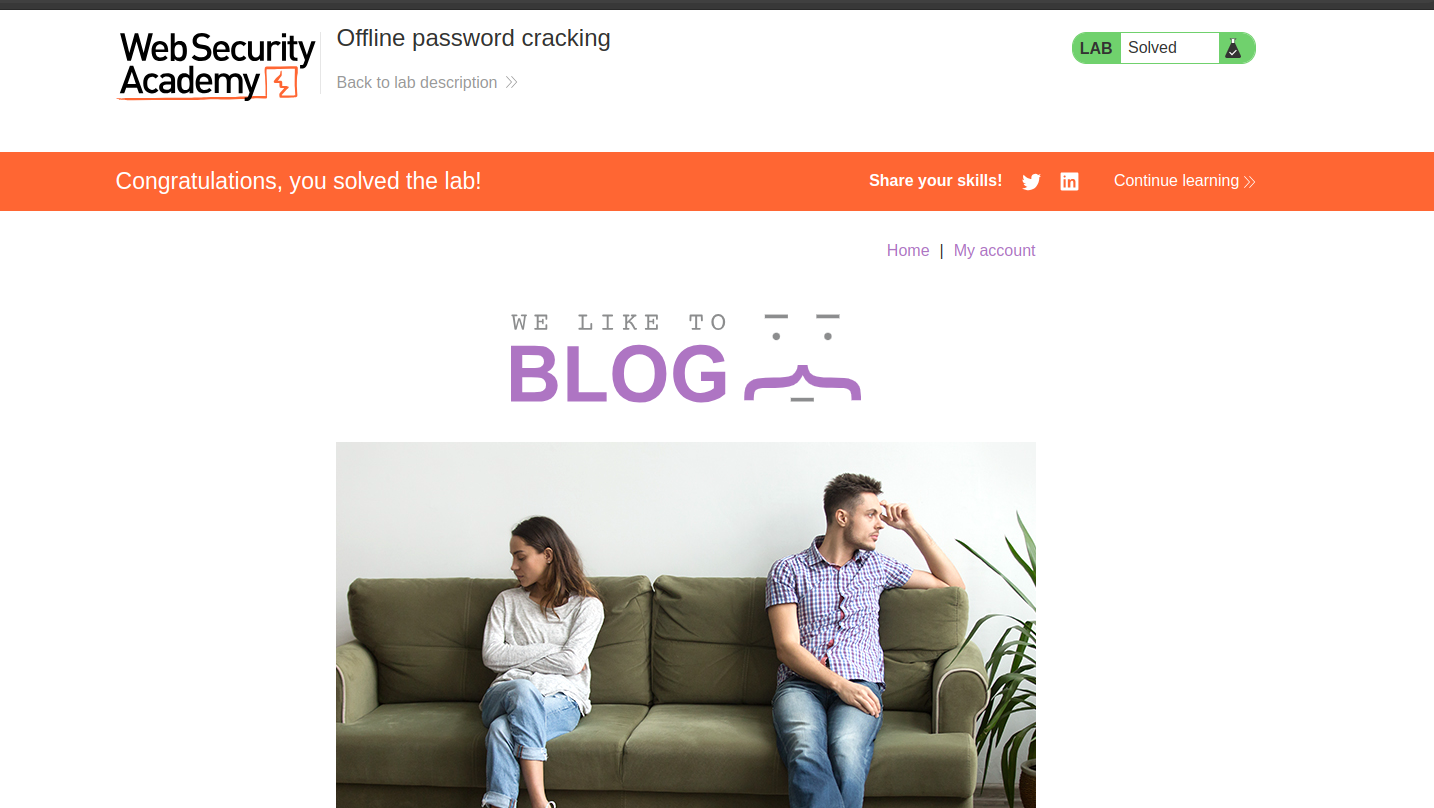 Web Security
Academy
Offline password cracking
Back to lab description
LAB Solved
Congratulations, you solved the lab!
Share your skills!
Continue learning
Home | My account
WE LIKE TO
BLOG